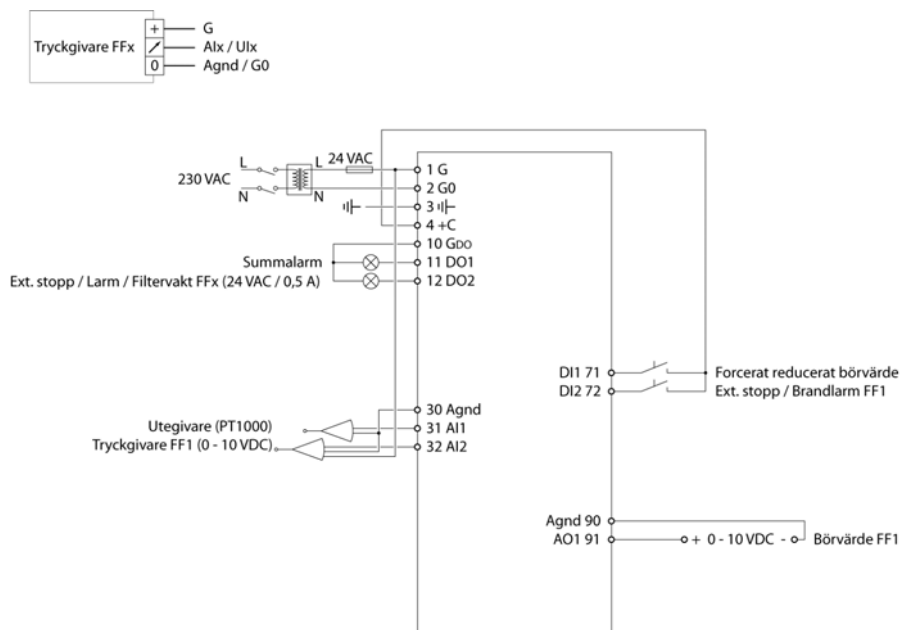 Tryckgivare FFx
+ G
AIx / UIx
0 Agnd / G0
L L 24 VAC
230 VAC
N N
1 G
2 G0
3
4 +C
10 GDO
Summalarm 11 DO1
Ext. stopp / Larm / Filtervakt FFx (24 VAC / 0,5 A) 12 DO2
DI1 71 Forcerat reducerat börvärde
DI2 72 Ext. stopp / Brandlarm FF1
30 Agnd
Utegivare (PT1000) 31 AI1
Tryckgivare FF1 (0 - 10 VDC) 32 AI2
Agnd 90
AO1 91 + 0 - 10 VDC - Börvärde FF1